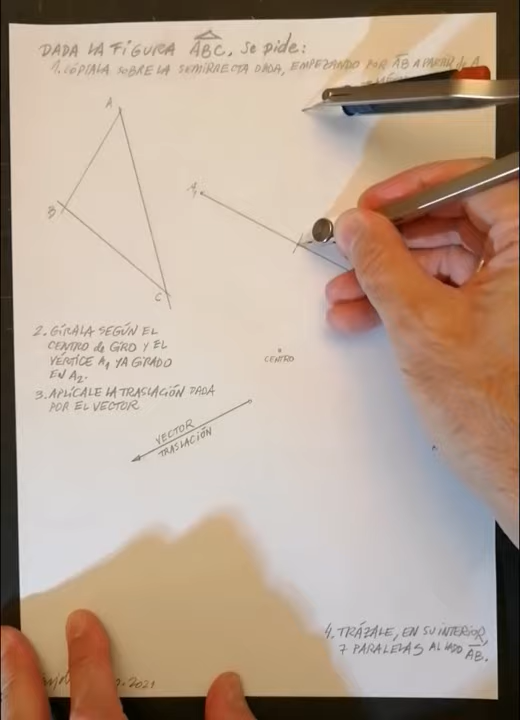 DADA LA FIGURA ABC, se pide:
1. CÓPIALA SOBRE LA SEMIRRECTA DADA, EMPEZANDO POR AB A PARTIR de A
A
B
C
A₁
2. GÍRALA SEGÚN EL
CENTRO de GIRO Y EL
VÉRTICE A₁ YA GIRADO
EN A₂.
CENTRO
3. APLÍCALE LA TRASLACIÓN DADA
POR EL VECTOR
VECTOR
TRASLACIÓN
4. TRÁZALE, EN SU INTERIOR,
7 PARALELAS AL LADO AB.